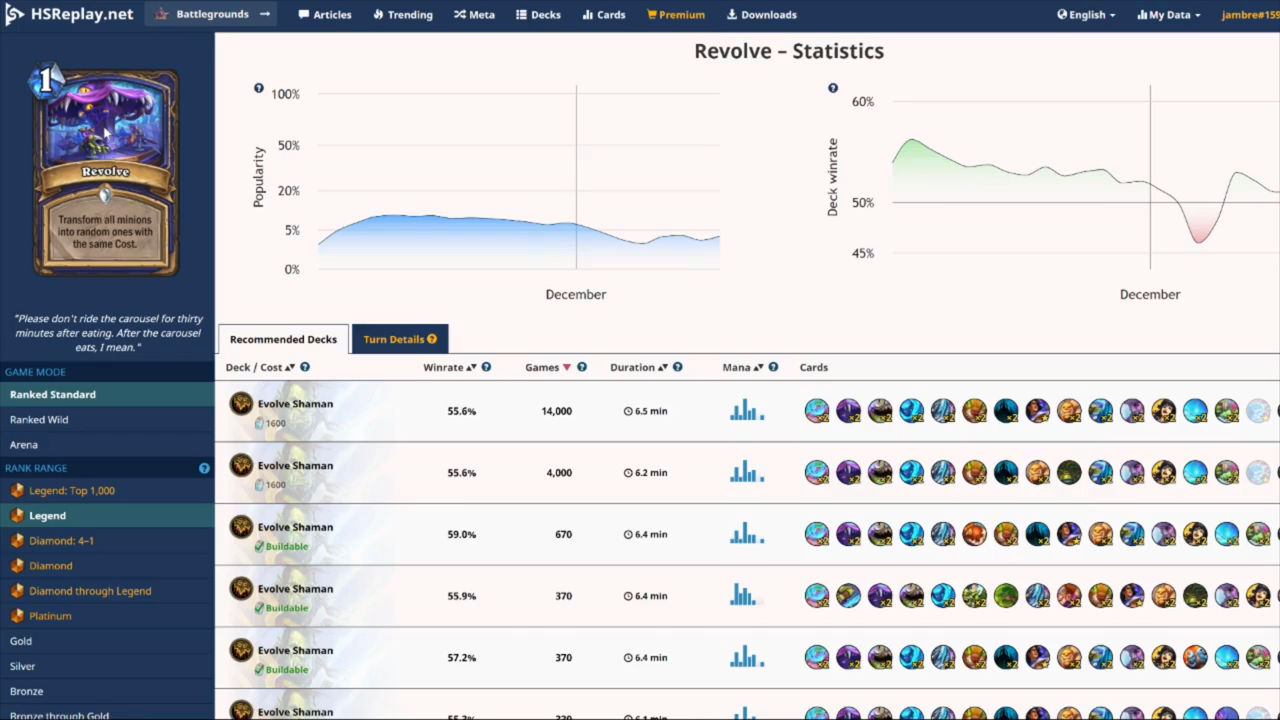 HSReplay.net
Battlegrounds
Articles
Trending
Meta
Decks
Cards
Premium
Downloads
English
My Data
jambre#159
1
Revolve
Transform all minions
into random ones with
the same Cost.
"Please don't ride the carousel for thirty
minutes after eating. After the carousel
eats, I mean."
GAME MODE
Ranked Standard
Ranked Wild
Arena
RANK RANGE
Legend: Top 1,000
Legend
Diamond: 4–1
Diamond
Diamond through Legend
Platinum
Gold
Silver
Bronze
Bronze through Gold
Revolve – Statistics
Popularity
100%
50%
20%
5%
0%
December
Deck winrate
60%
50%
45%
December
Recommended Decks
Turn Details
Deck / Cost Winrate Games Duration Mana Cards
Evolve Shaman 55.6% 14,000 6.5 min
1600
Evolve Shaman 55.6% 4,000 6.2 min
1600
Evolve Shaman 59.0% 670 6.4 min
Buildable
Evolve Shaman 55.9% 370 6.4 min
Buildable
Evolve Shaman 57.2% 370 6.4 min
Buildable
Evolve Shaman